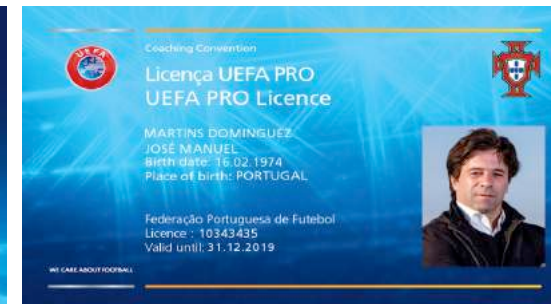 UEFA
Coaching Convention
Licença UEFA PRO
UEFA PRO Licence
MARTINS DOMINGUEZ
JOSÉ MANUEL
Birth date: 16.02.1974
Place of birth: PORTUGAL
Federação Portuguesa de Futebol
Licence : 10343435
Valid until: 31.12.2019
WE CARE ABOUT FOOTBALL